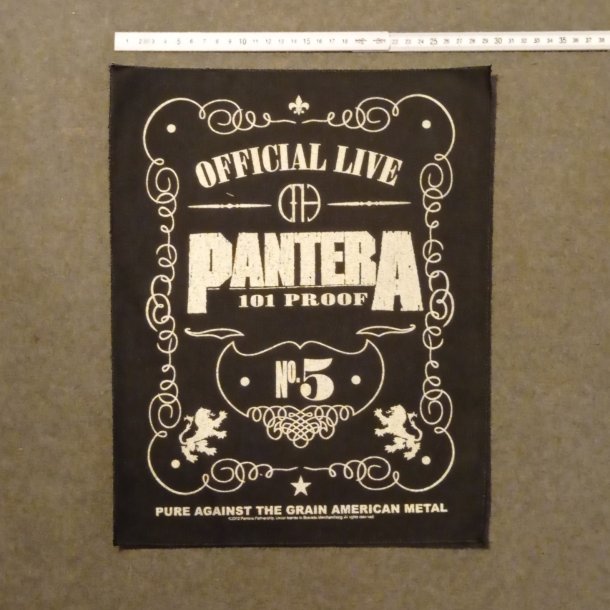 OFFICIAL LIVE
PANTERA
101 PROOF
No. 5
PURE AGAINST THE GRAIN AMERICAN METAL